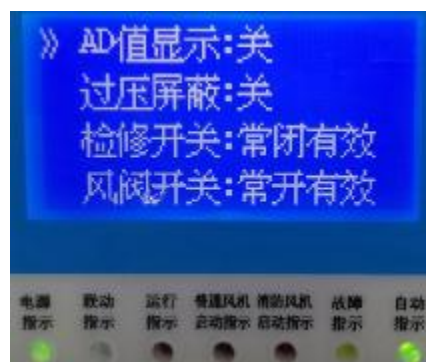 》 AD值显示:关
过压屏蔽:关
检修开关:常闭有效
风阀开关:常开有效
电源 联动 运行 普通风机 消防风机 故障 自动
指示 指示 指示 启动指示 启动指示 指示 指示